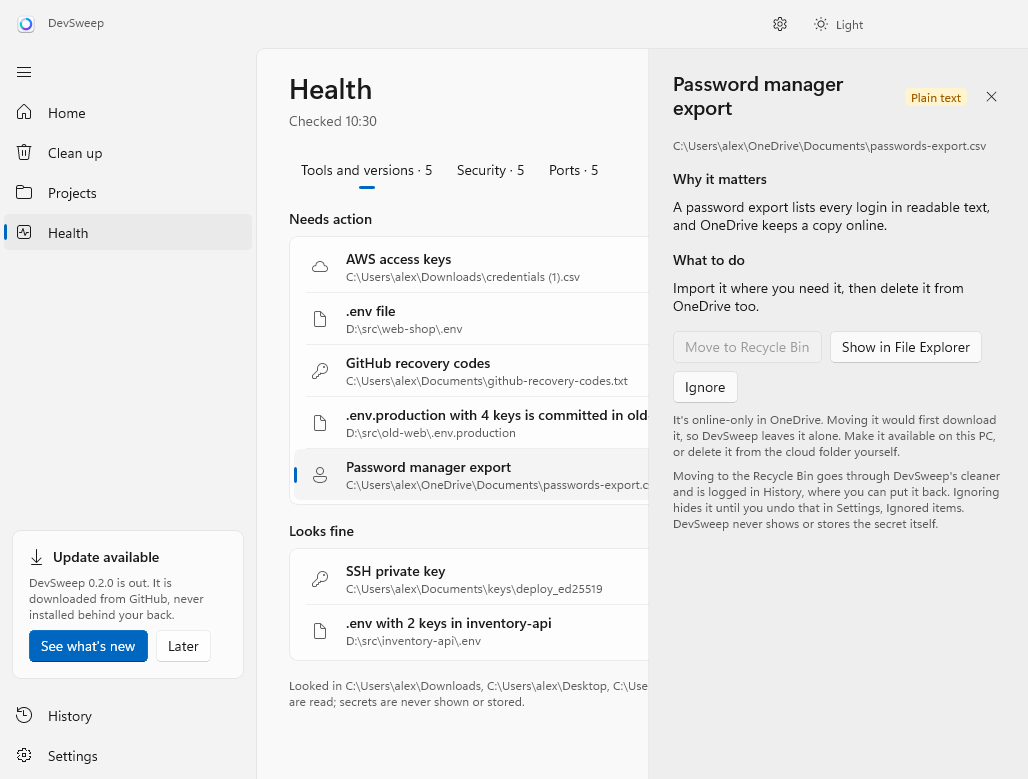 DevSweep
Light
Home
Clean up
Projects
Health
Update available
DevSweep 0.2.0 is out. It is
downloaded from GitHub, never
installed behind your back.
See what's new
Later
History
Settings
Health
Checked 10:30
Tools and versions · 5
Security · 5
Ports · 5
Needs action
AWS access keys
C:\Users\alex\Downloads\credentials (1).csv
.env file
D:\src\web-shop\.env
GitHub recovery codes
C:\Users\alex\Documents\github-recovery-codes.txt
.env.production with 4 keys is committed in old-
D:\src\old-web\.env.production
Password manager export
C:\Users\alex\OneDrive\Documents\passwords-export.c
Looks fine
SSH private key
C:\Users\alex\Documents\keys\deploy_ed25519
.env with 2 keys in inventory-api
D:\src\inventory-api\.env
Looked in C:\Users\alex\Downloads, C:\Users\alex\Desktop, C:\Use
are read; secrets are never shown or stored.
Password manager
export
Plain text
C:\Users\alex\OneDrive\Documents\passwords-export.csv
Why it matters
A password export lists every login in readable text,
and OneDrive keeps a copy online.
What to do
Import it where you need it, then delete it from
OneDrive too.
Move to Recycle Bin
Show in File Explorer
Ignore
It's online-only in OneDrive. Moving it would first download
it, so DevSweep leaves it alone. Make it available on this PC,
or delete it from the cloud folder yourself.
Moving to the Recycle Bin goes through DevSweep's cleaner
and is logged in History, where you can put it back. Ignoring
hides it until you undo that in Settings, Ignored items.
DevSweep never shows or stores the secret itself.